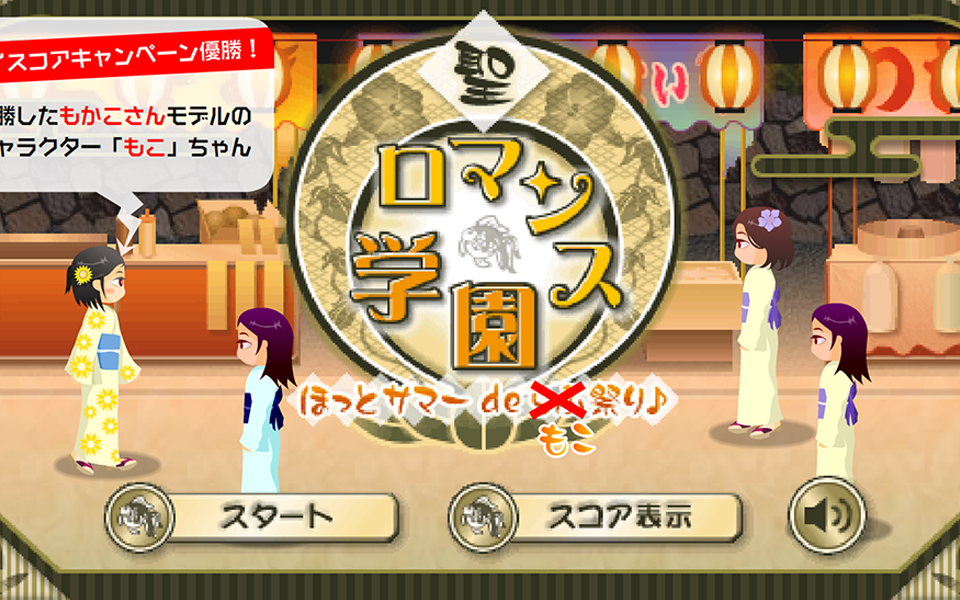 イスコアキャンペーン優勝！
勝したもかこさんモデルの
ャラクター「もこ」ちゃん
い
聖
ロマンス
学園
ほっとサマー de 祭り♪
もこ
スタート
スコア表示